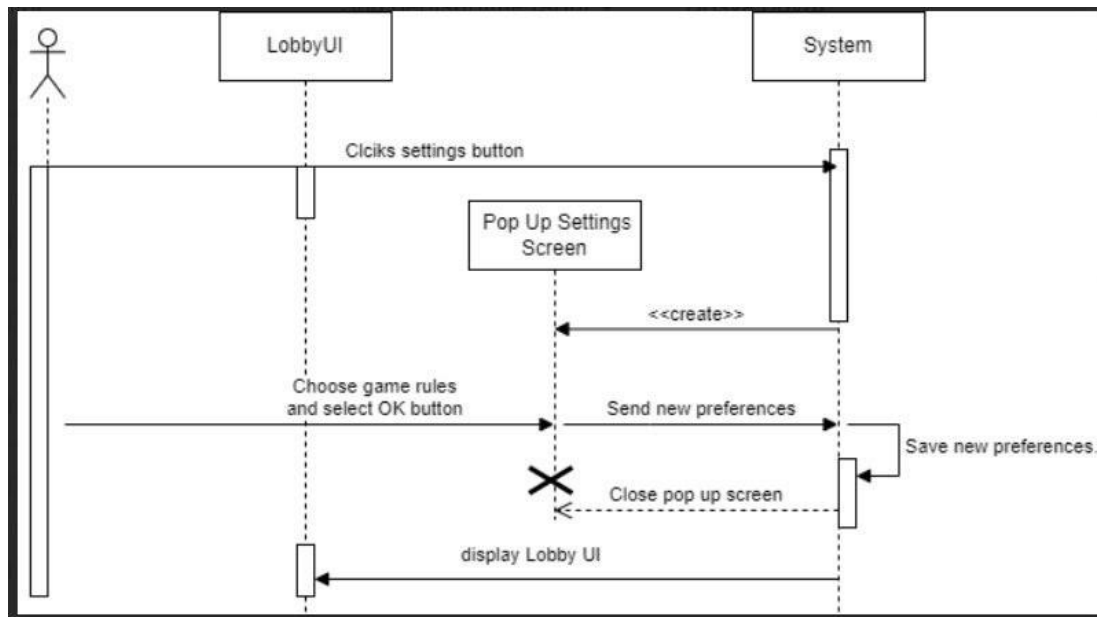 LobbyUI
System
Clciks settings button
Pop Up Settings
Screen
<<create>>
Choose game rules
and select OK button
Send new preferences
Save new preferences.
Close pop up screen
display Lobby UI